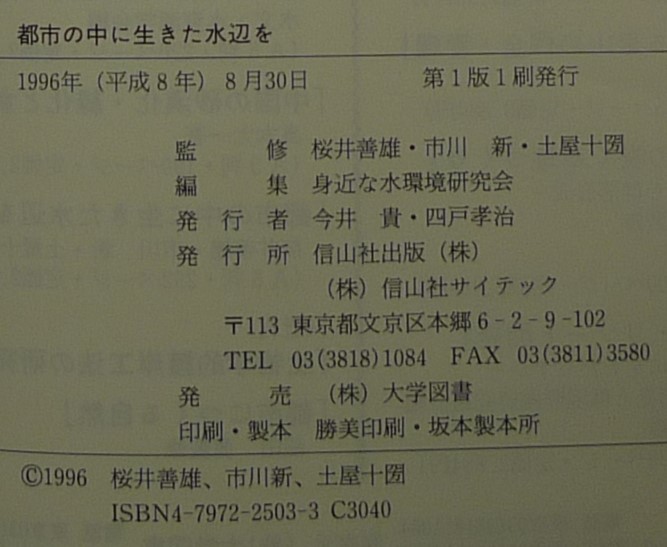 都市の中に生きた水辺を
1996年（平成8年）8月30日　第1版1刷発行
監　修　桜井善雄・市川　新・土屋十圀
編　集　身近な水環境研究会
発行者　今井　貴・四戸孝治
発行所　信山社出版（株）
（株）信山社サイテック
〒113 東京都文京区本郷6-2-9-102
TEL 03(3818)1084　FAX 03(3811)3580
発　売　（株）大学図書
印刷・製本　勝美印刷・坂本製本所
©1996　桜井善雄、市川新、土屋十圀
ISBN4-7972-2503-3 C3040